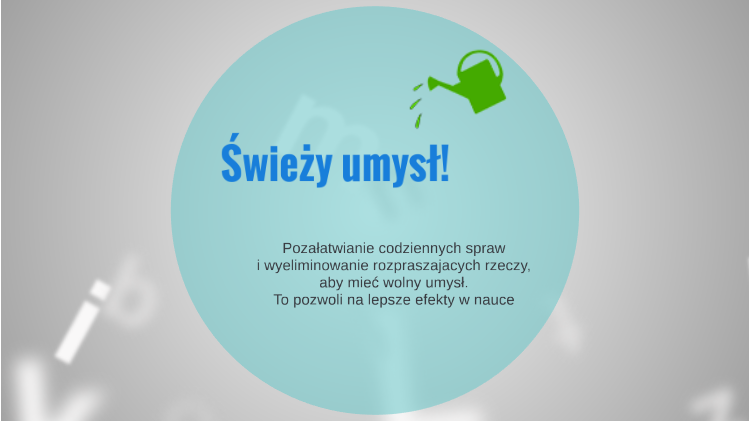 Świeży umysł!
Pozałatwianie codziennych spraw
i wyeliminowanie rozpraszajacych rzeczy,
aby mieć wolny umysł.
To pozwoli na lepsze efekty w nauce